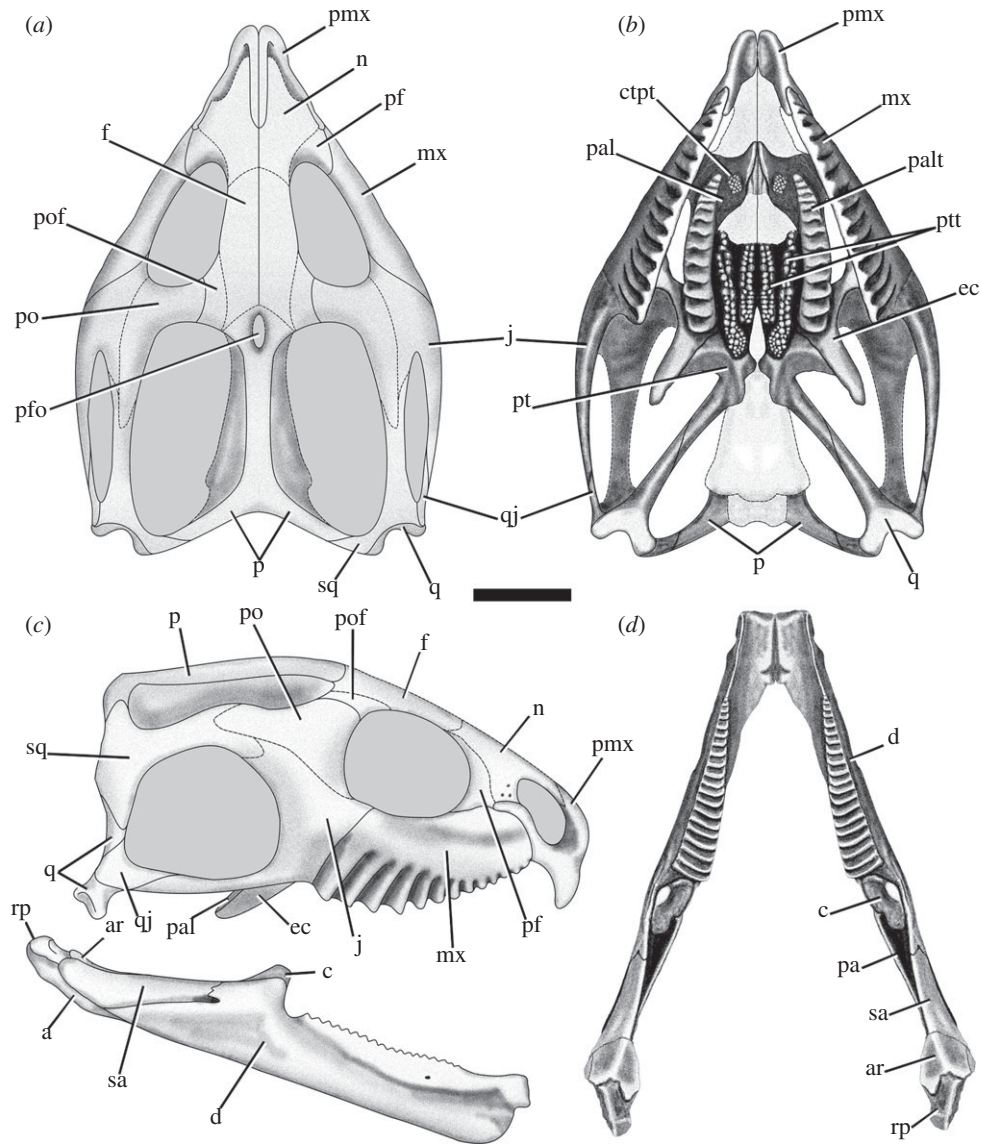 (a)
pmx
n
pf
f
mx
pof
po
j
pfo
qj
p
sq
q
(b)
pmx
ctpt
mx
pal
palt
ptt
ec
pt
p
q
(c)
p
po
pof
f
n
pmx
sq
q
rp
ar
qj
pal
ec
j
mx
pf
c
a
sa
d
(d)
d
c
pa
sa
ar
rp